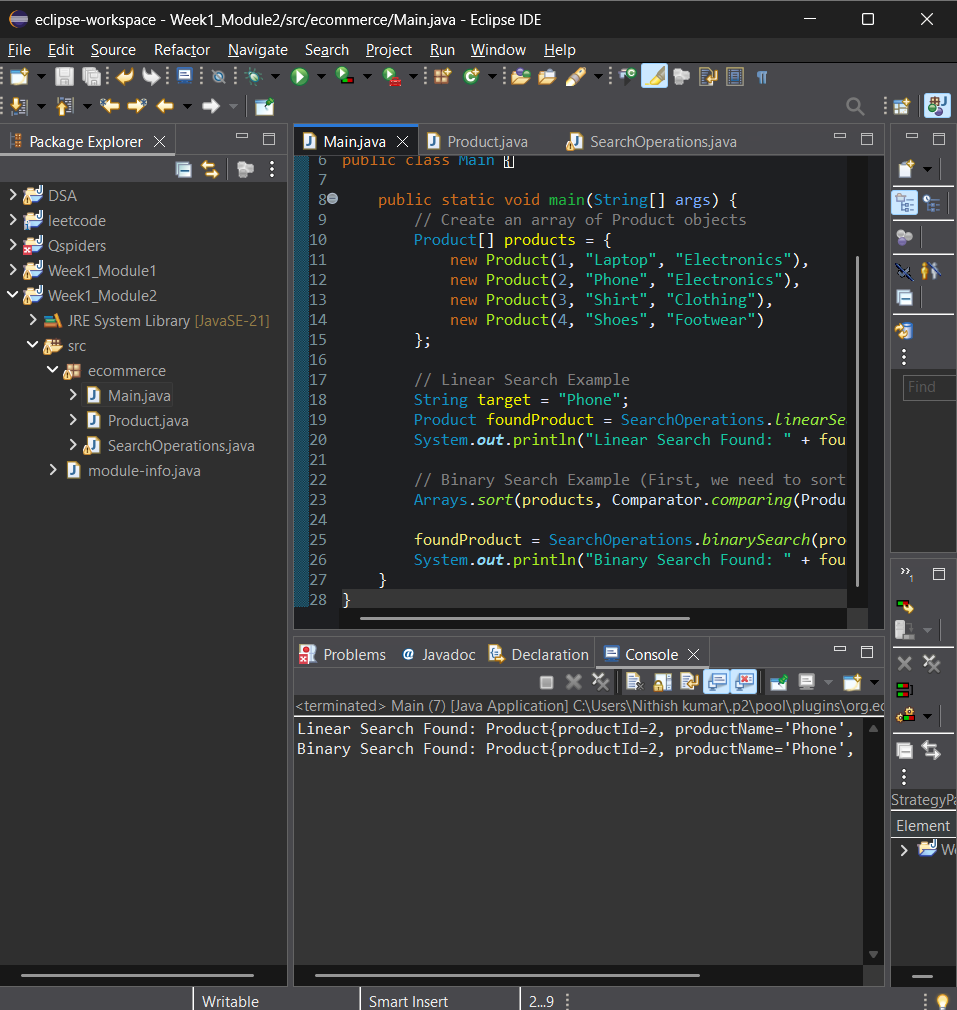 eclipse-workspace - Week1_Module2/src/ecommerce/Main.java - Eclipse IDE
File Edit Source Refactor Navigate Search Project Run Window Help
Package Explorer
DSA
leetcode
Qspiders
Week1_Module1
Week1_Module2
JRE System Library [JavaSE-21]
src
ecommerce
Main.java
Product.java
SearchOperations.java
module-info.java
Main.java Product.java SearchOperations.java
6 public class Main {
7
8 public static void main(String[] args) {
9 // Create an array of Product objects
10 Product[] products = {
11 new Product(1, "Laptop", "Electronics"),
12 new Product(2, "Phone", "Electronics"),
13 new Product(3, "Shirt", "Clothing"),
14 new Product(4, "Shoes", "Footwear")
15 };
16
17 // Linear Search Example
18 String target = "Phone";
19 Product foundProduct = SearchOperations.linearSe
20 System.out.println("Linear Search Found: " + fou
21
22 // Binary Search Example (First, we need to sort
23 Arrays.sort(products, Comparator.comparing(Produ
24
25 foundProduct = SearchOperations.binarySearch(pro
26 System.out.println("Binary Search Found: " + fou
27 }
28 }
Problems Javadoc Declaration Console
<terminated> Main (7) [Java Application] C:\Users\Nithish kumar\.p2\pool\plugins\org.ec
Linear Search Found: Product{productId=2, productName='Phone',
Binary Search Found: Product{productId=2, productName='Phone',
Find
1
StrategyPa
Element
We
Writable Smart Insert 2...9